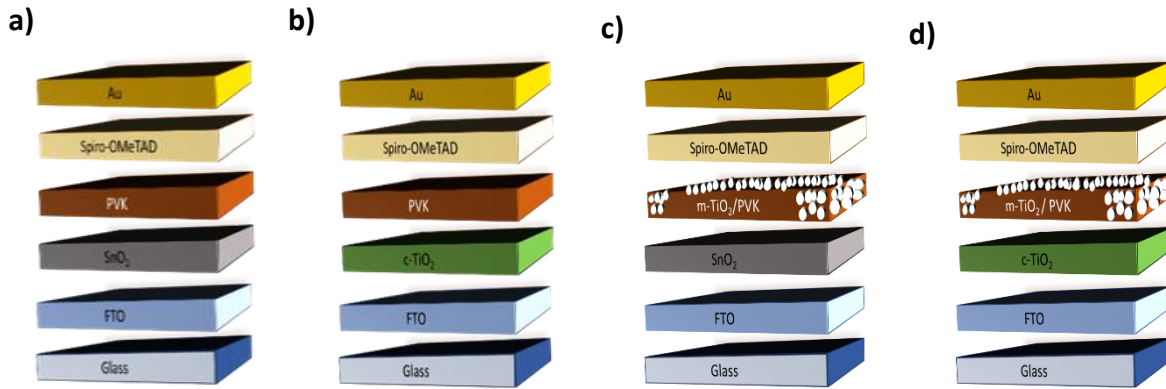 a)
Au
Spiro-OMeTAD
PVK
SnO₂
FTO
Glass
b)
Au
Spiro-OMeTAD
PVK
c-TiO₂
FTO
Glass
c)
Au
Spiro-OMeTAD
m-TiO₂/PVK
SnO₂
FTO
Glass
d)
Au
Spiro-OMeTAD
m-TiO₂/ PVK
c-TiO₂
FTO
Glass